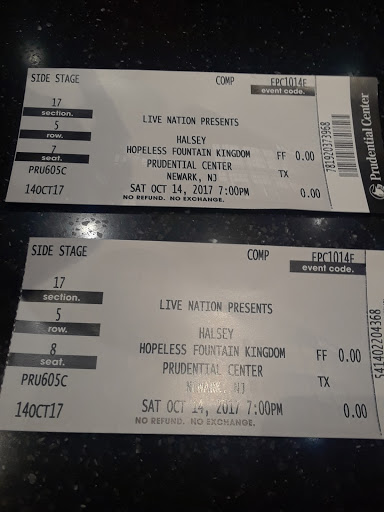 SIDE STAGE COMP EPC1014E
event code.
17
section.
5
row.
7
seat.
PRU605C
14OCT17
LIVE NATION PRESENTS
HALSEY
HOPELESS FOUNTAIN KINGDOM FF 0.00
PRUDENTIAL CENTER TX
NEWARK, NJ
SAT OCT 14, 2017 7:00PM 0.00
NO REFUND. NO EXCHANGE.
781920373968
Prudential Center
SIDE STAGE COMP EPC1014E
event code.
17
section.
5
row.
8
seat.
PRU605C
14OCT17
LIVE NATION PRESENTS
HALSEY
HOPELESS FOUNTAIN KINGDOM FF 0.00
PRUDENTIAL CENTER
N WARK, NJ TX
SAT OCT 14, 2017 7:00PM 0.00
NO REFUND. NO EXCHANGE.
541402204368